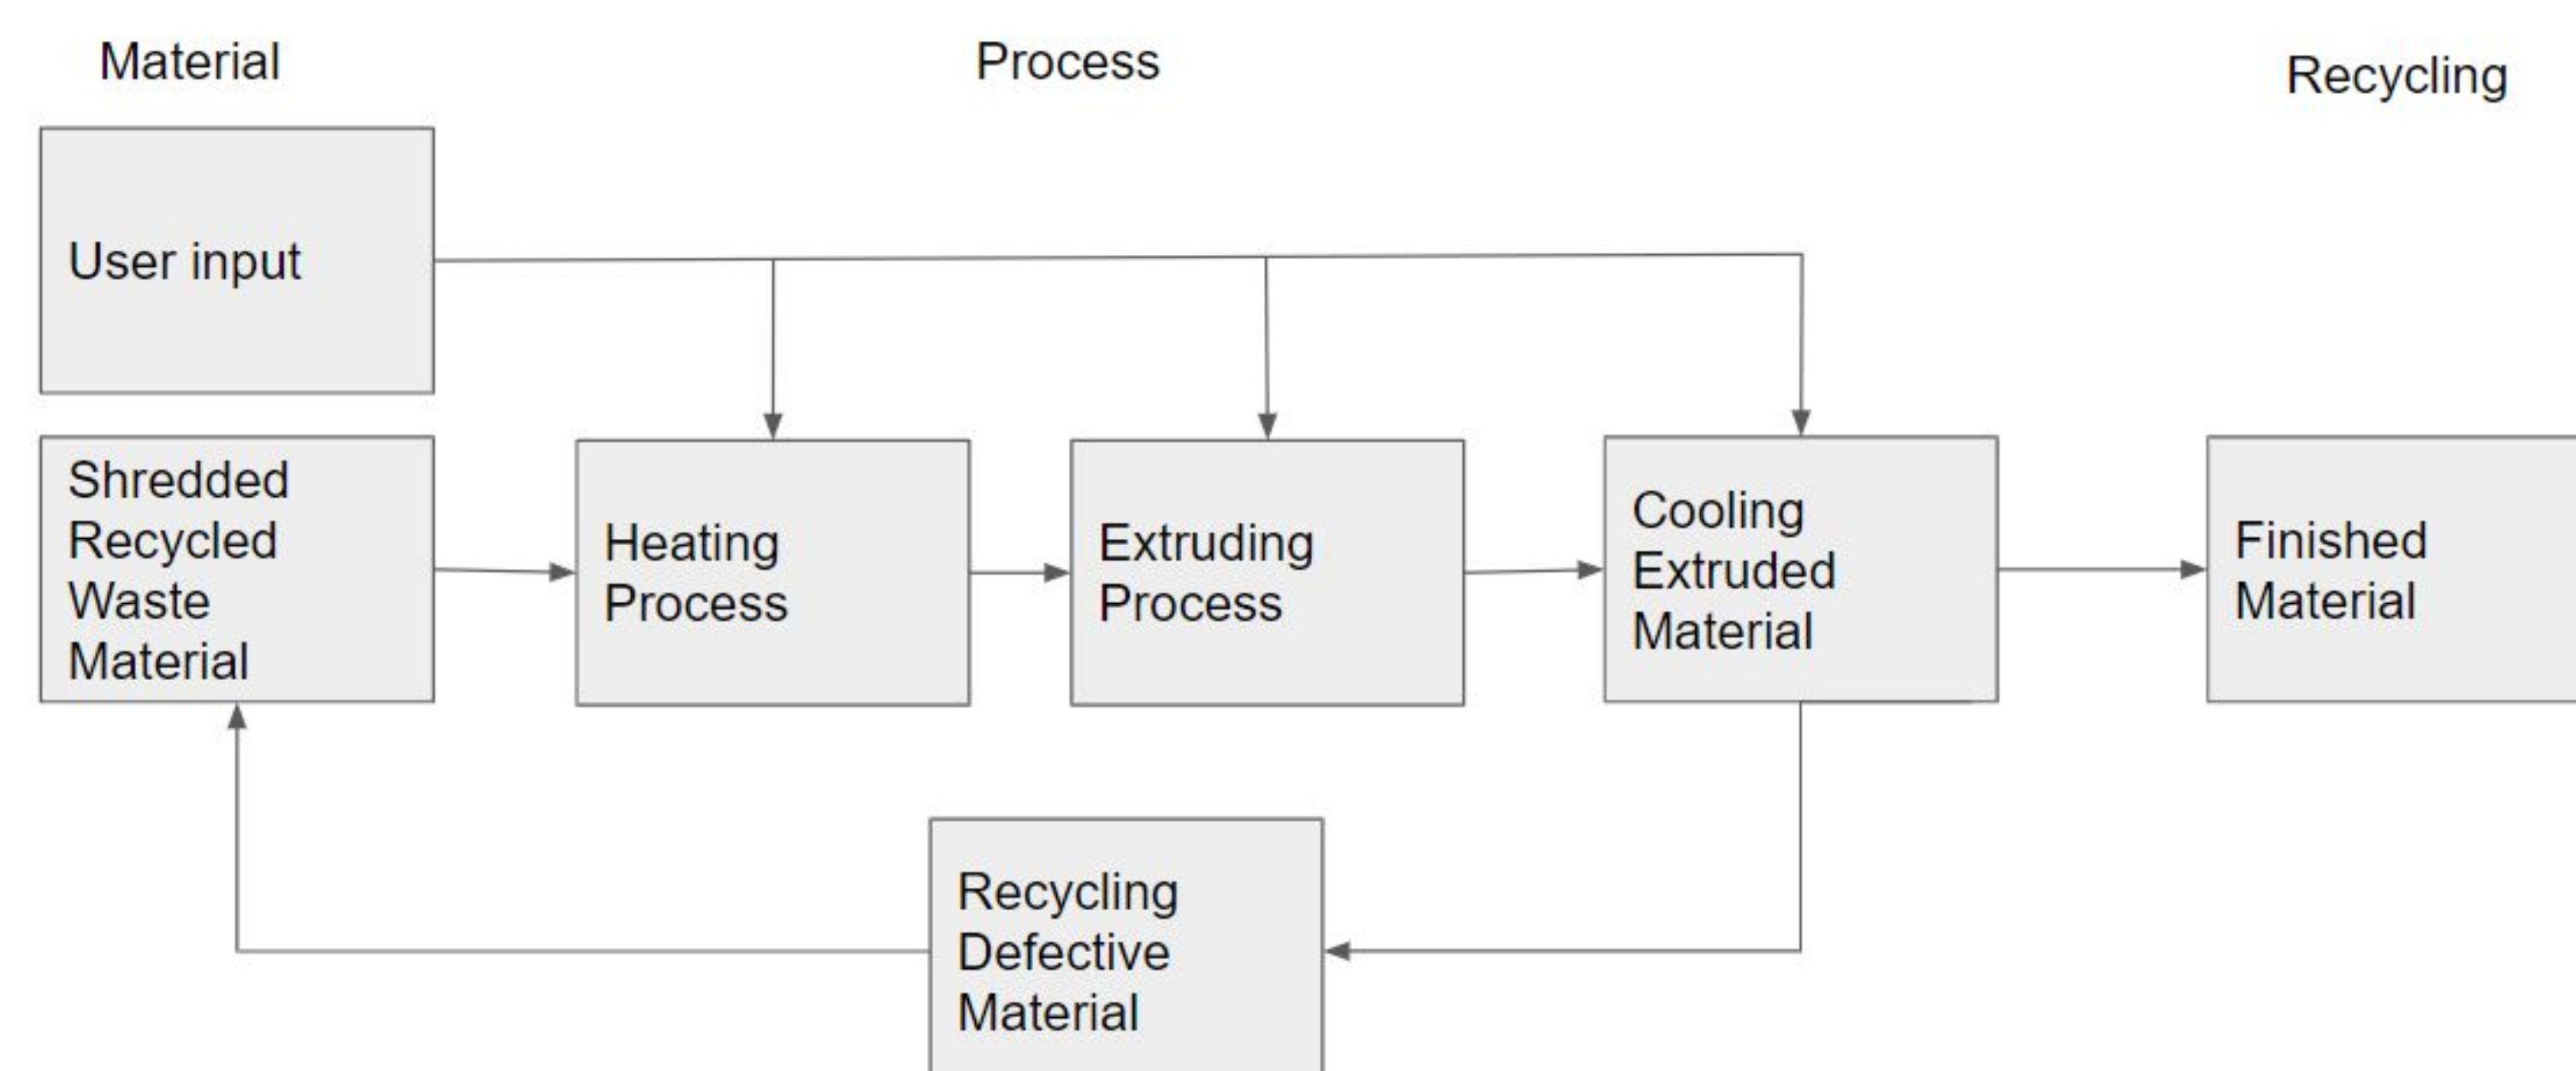 Material
Process
Recycling
User input
Shredded
Recycled
Waste
Material
Heating
Process
Extruding
Process
Cooling
Extruded
Material
Finished
Material
Recycling
Defective
Material